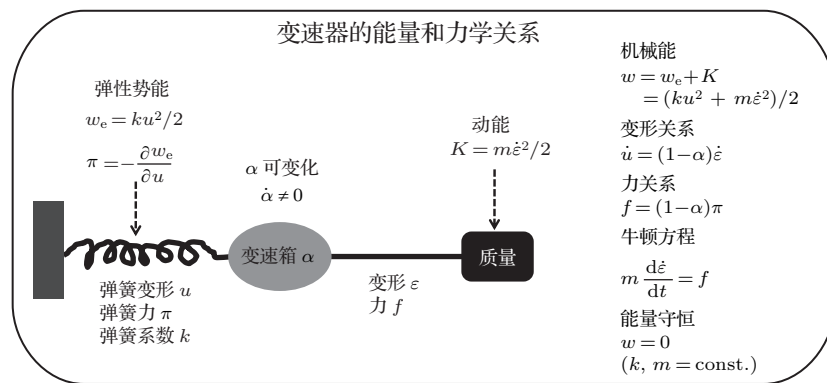 变速器的能量和力学关系
弹性势能
wₑ = ku²/2
π = −∂wₑ/∂u
α 可变化
α̇ ≠ 0
动能
K = mε̇²/2
变速箱 α
质量
弹簧变形 u
弹簧力 π
弹簧系数 k
变形 ε
力 f
机械能
w = wₑ + K
= (ku² + mε̇²)/2
变形关系
u̇ = (1−α)ε̇
力关系
f = (1−α)π
牛顿方程
m dε̇/dt = f
能量守恒
w = 0
(k, m = const.)